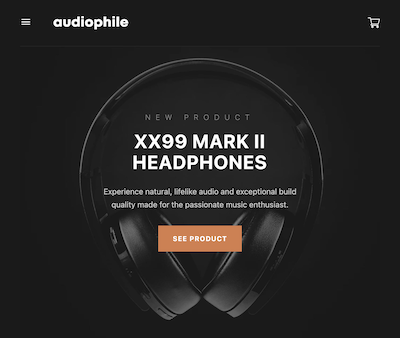 audiophile
NEW PRODUCT
XX99 MARK II
HEADPHONES
Experience natural, lifelike audio and exceptional build
quality made for the passionate music enthusiast.
SEE PRODUCT